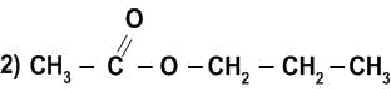 O
2) CH₃ – C – O – CH₂ – CH₂ – CH₃